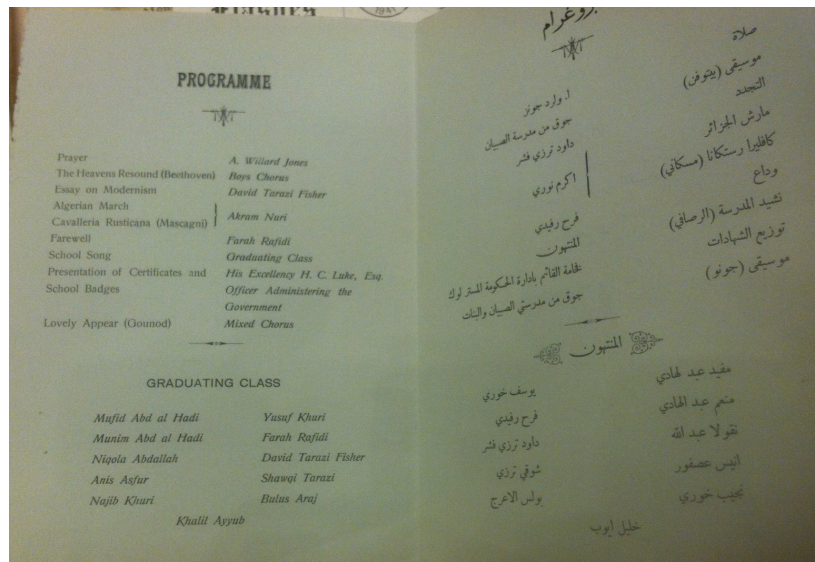 PROGRAMME
Prayer A. Willard Jones
The Heavens Resound (Beethoven) Boys Chorus
Essay on Modernism David Tarazi Fisher
Algerian March
Cavalleria Rusticana (Mascagni) Akram Nuri
Farewell Farah Rafidi
School Song Graduating Class
Presentation of Certificates and His Excellency H. C. Luke, Esq.
School Badges Officer Administering the
Government
Lovely Appear (Gounod) Mixed Chorus
GRADUATING CLASS
Mufid Abd al Hadi Yusuf Khuri
Munim Abd al Hadi Farah Rafidi
Niqola Abdallah David Tarazi Fisher
Anis Asfur Shawqi Tarazi
Najib Khuri Bulus Araj
Khalil Ayyub
بروغرام
صلاة ا. وارد جونز
موسيقى (بيتوفن) جوق من مدرسة الصبيان
التجدد داود ترزي فشر
مارش الجزائر
كافليرا رستكانا (مسكاني) اكرم نوري
وداع فرح رفيدي
نشيد المدرسة (الرصافي) المنتهون
توزيع الشهادات فخامة القائم بادارة الحكومة المستر لوك
موسيقى (جونو) جوق من مدرستي الصبيان والبنات
المنتهون
مفيد عبد لهادي يوسف خوري
منعم عبد الهادي فرح رفيدي
نقولا عبد الله داود ترزي فشر
انيس عصفور شوقي ترزي
نجيب خوري بولس الاعرج
خليل ايوب